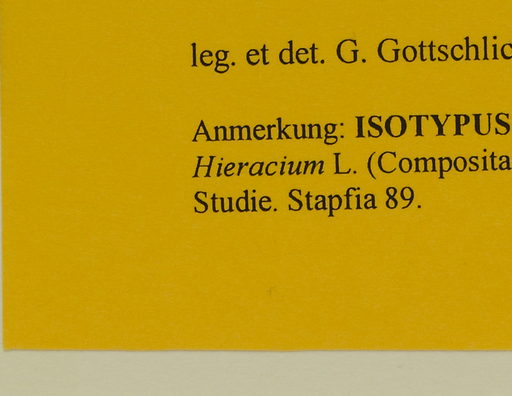 leg. et det. G. Gottschlic
Anmerkung: ISOTYPUS
Hieracium L. (Composita
Studie. Stapfia 89.